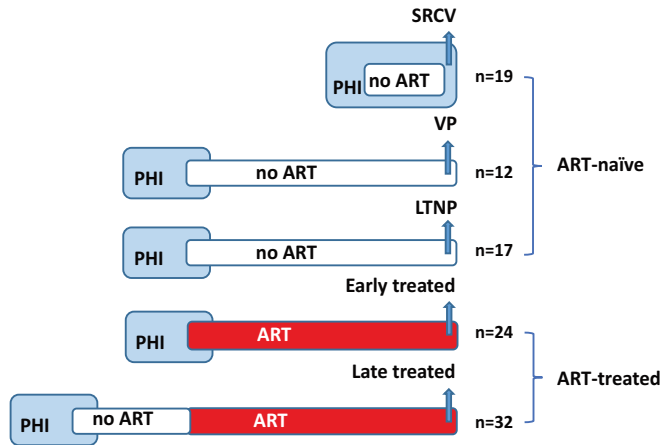 SRCV
PHI no ART n=19
VP
PHI no ART n=12
ART-naïve
LTNP
PHI no ART n=17
Early treated
PHI ART n=24
Late treated
ART-treated
PHI no ART ART n=32